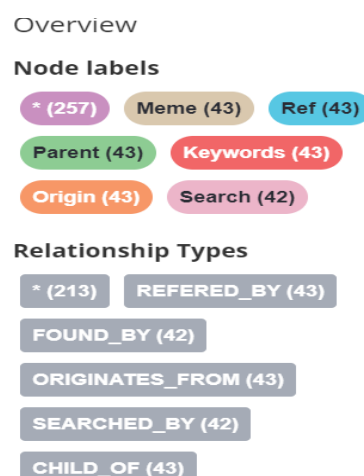 Overview
Node labels
* (257) Meme (43) Ref (43)
Parent (43) Keywords (43)
Origin (43) Search (42)
Relationship Types
* (213) REFERED_BY (43)
FOUND_BY (42)
ORIGINATES_FROM (43)
SEARCHED_BY (42)
CHILD_OF (43)